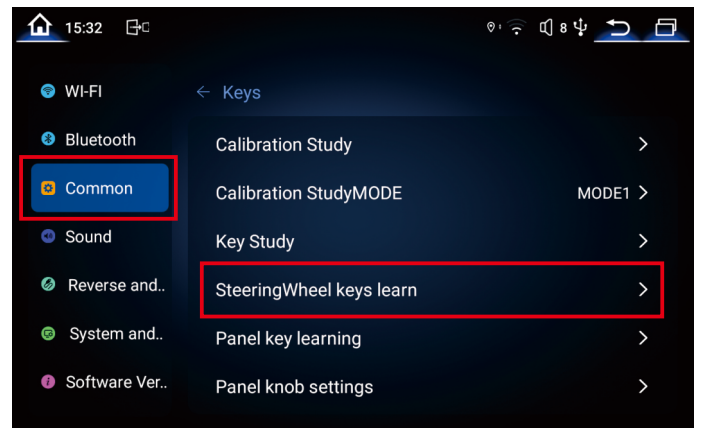 15:32
8
WI-FI
← Keys
Bluetooth
Calibration Study
Common
Calibration StudyMODE MODE1
Sound
Key Study
Reverse and..
SteeringWheel keys learn
System and..
Panel key learning
Software Ver..
Panel knob settings